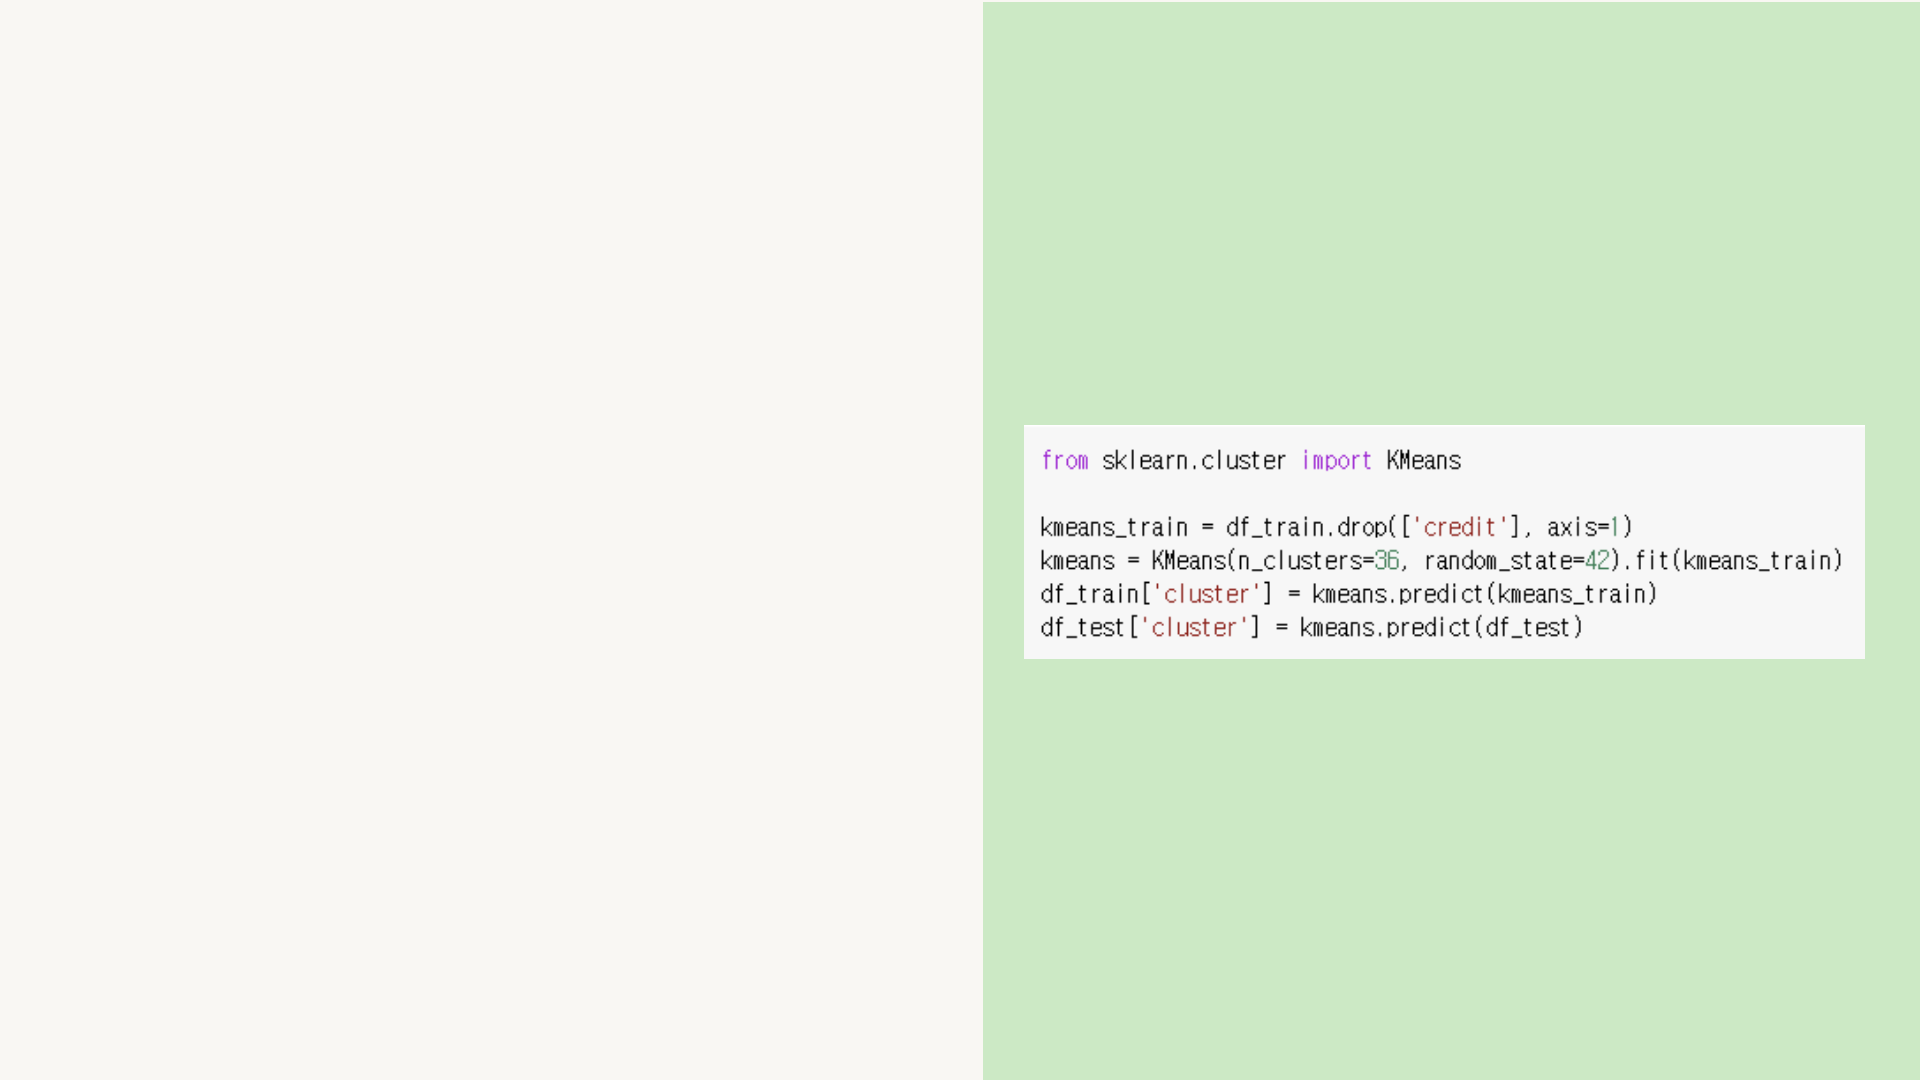 from sklearn.cluster import KMeans
kmeans_train = df_train.drop(['credit'], axis=1)
kmeans = KMeans(n_clusters=36, random_state=42).fit(kmeans_train)
df_train['cluster'] = kmeans.predict(kmeans_train)
df_test['cluster'] = kmeans.predict(df_test)